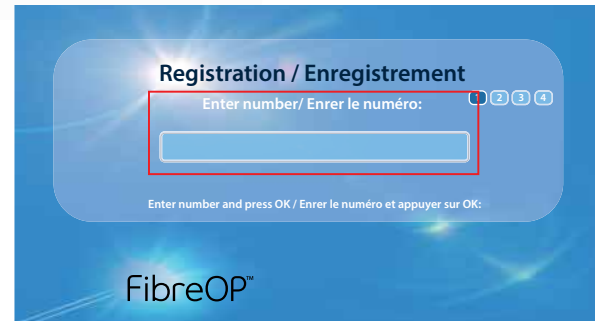 Registration / Enregistrement
Enter number/ Enrer le numéro:
1 2 3 4
Enter number and press OK / Enrer le numéro et appuyer sur OK:
FibreOP™